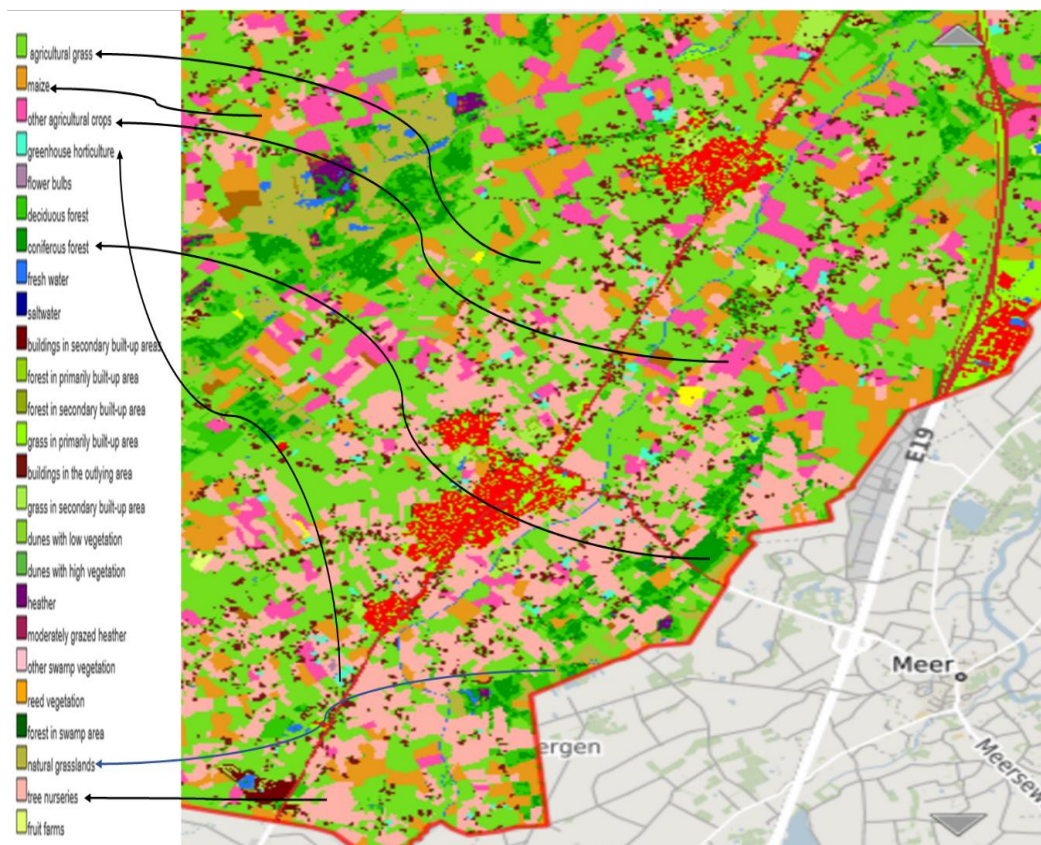 agricultural grass
maize
other agricultural crops
greenhouse horticulture
flower bulbs
deciduous forest
coniferous forest
fresh water
saltwater
buildings in secondary built-up areas
forest in primarily built-up area
forest in secondary built-up area
grass in primarily built-up area
buildings in the outlying area
grass in secondary built-up area
dunes with low vegetation
dunes with high vegetation
heather
moderately grazed heather
other swamp vegetation
reed vegetation
forest in swamp area
natural grasslands
tree nurseries
fruit farms
E19
Meer
ergen
Meersew